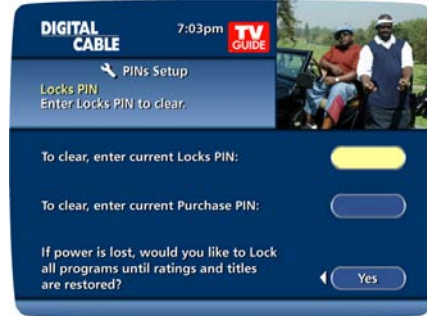 DIGITAL
CABLE
7:03pm
TV
GUIDE
PINs Setup
Locks PIN
Enter Locks PIN to clear.
To clear, enter current Locks PIN:
To clear, enter current Purchase PIN:
If power is lost, would you like to Lock
all programs until ratings and titles
are restored?
Yes